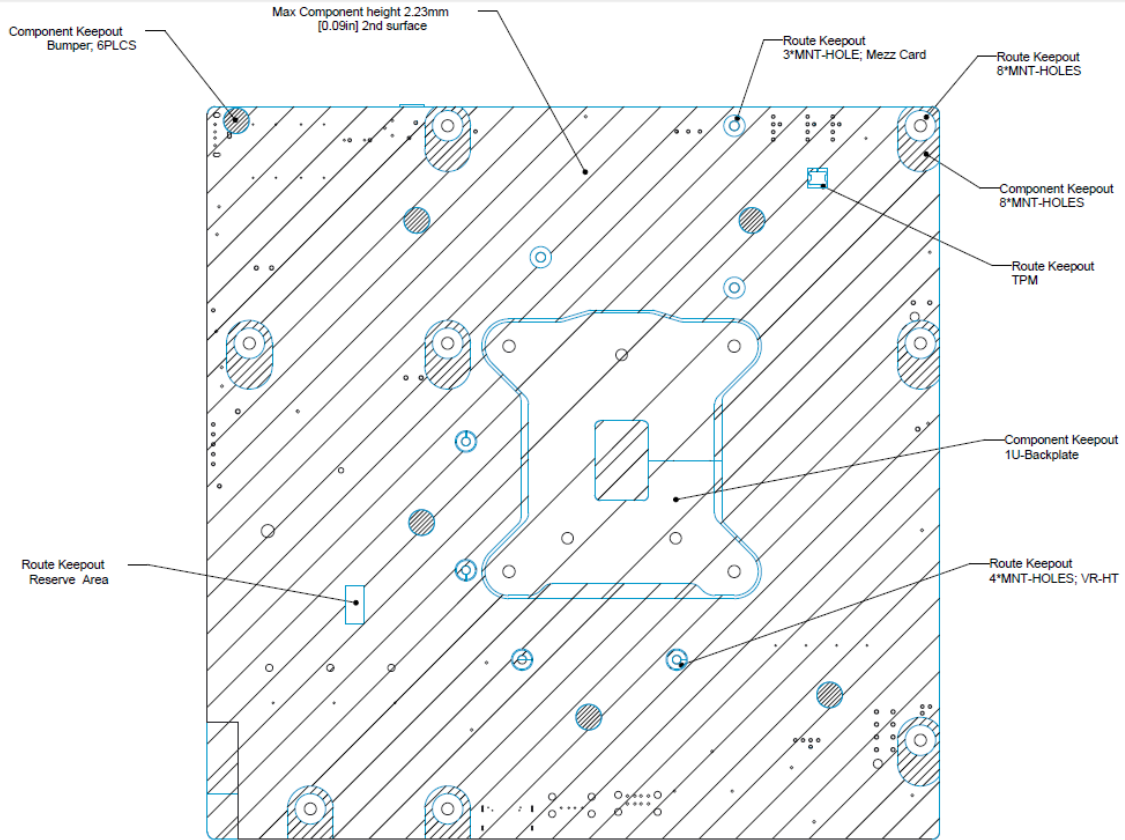 Max Component height 2.23mm
[0.09in] 2nd surface
Component Keepout
Bumper; 6PLCS
Route Keepout
3*MNT-HOLE; Mezz Card
Route Keepout
8*MNT-HOLES
Component Keepout
8*MNT-HOLES
Route Keepout
TPM
Component Keepout
1U-Backplate
Route Keepout
Reserve Area
Route Keepout
4*MNT-HOLES; VR-HT